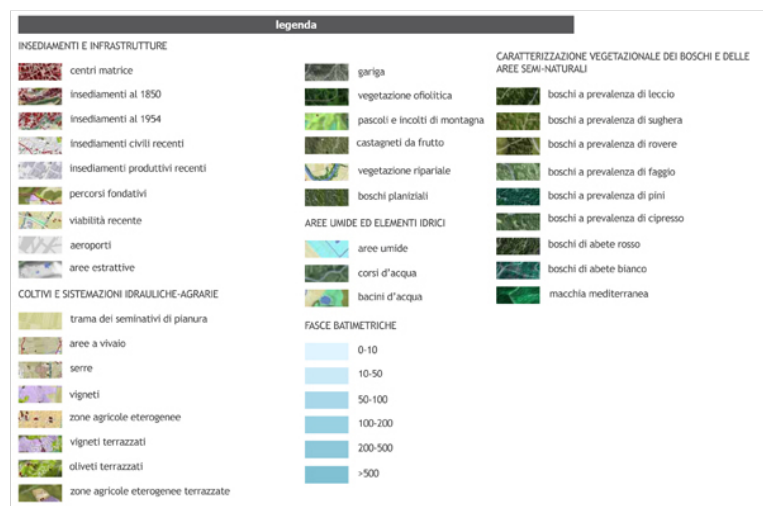 legenda
INSEDIAMENTI E INFRASTRUTTURE
centri matrice
insediamenti al 1850
insediamenti al 1954
insediamenti civili recenti
insediamenti produttivi recenti
percorsi fondativi
viabilità recente
aeroporti
aree estrattive
COLTIVI E SISTEMAZIONI IDRAULICHE-AGRARIE
trama dei seminativi di pianura
aree a vivaio
serre
vigneti
zone agricole eterogenee
vigneti terrazzati
oliveti terrazzati
zone agricole eterogenee terrazzate
gariga
vegetazione ofiolitica
pascoli e incolti di montagna
castagneti da frutto
vegetazione ripariale
boschi planiziali
AREE UMIDE ED ELEMENTI IDRICI
aree umide
corsi d'acqua
bacini d'acqua
FASCE BATIMETRICHE
0-10
10-50
50-100
100-200
200-500
>500
CARATTERIZZAZIONE VEGETAZIONALE DEI BOSCHI E DELLE
AREE SEMI-NATURALI
boschi a prevalenza di leccio
boschi a prevalenza di sughera
boschi a prevalenza di rovere
boschi a prevalenza di faggio
boschi a prevalenza di pini
boschi a prevalenza di cipresso
boschi di abete rosso
boschi di abete bianco
macchia mediterranea